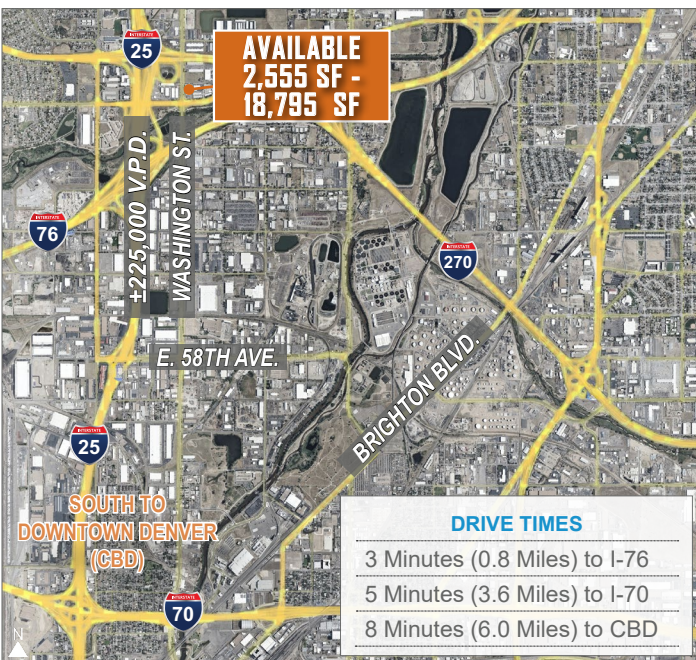 INTERSTATE
25
AVAILABLE
2,555 SF -
18,795 SF
±225,000 V.P.D.
WASHINGTON ST.
INTERSTATE
76
INTERSTATE
270
E. 58TH AVE.
BRIGHTON BLVD.
INTERSTATE
25
SOUTH TO
DOWNTOWN DENVER
(CBD)
DRIVE TIMES
3 Minutes (0.8 Miles) to I-76
5 Minutes (3.6 Miles) to I-70
8 Minutes (6.0 Miles) to CBD
INTERSTATE
70
N